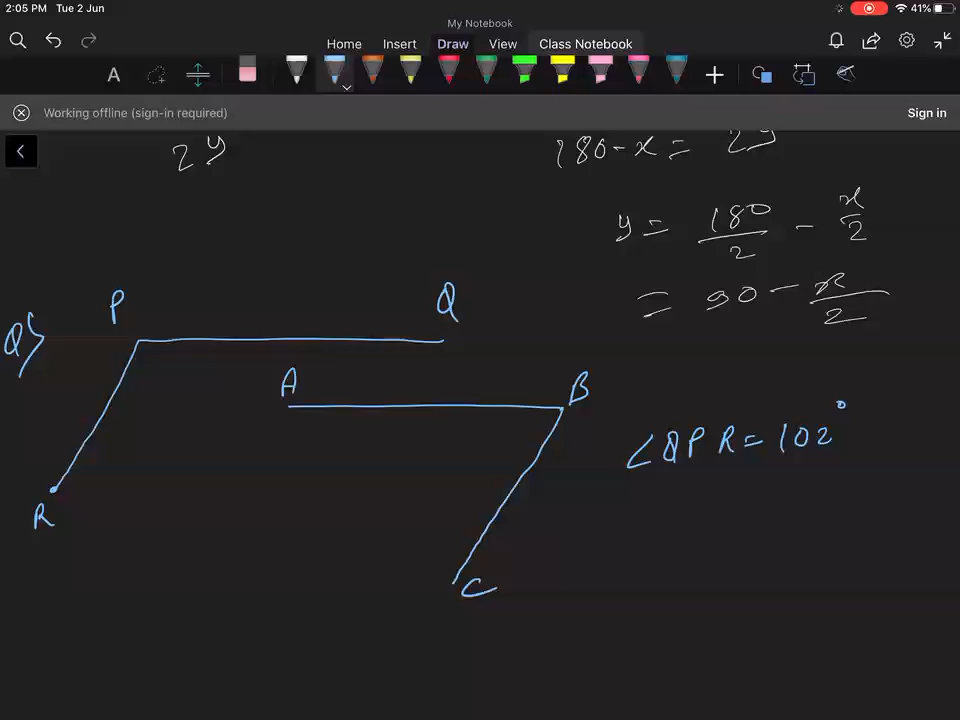 2:05 PM Tue 2 Jun
41%
My Notebook
Home Insert Draw View Class Notebook
A
Working offline (sign-in required) Sign in
2y
180 - x = 2y
y = 180/2 - x/2
= 90 - x/2
P
Q
Q)
A
B
∠QPR = 102°
R
C